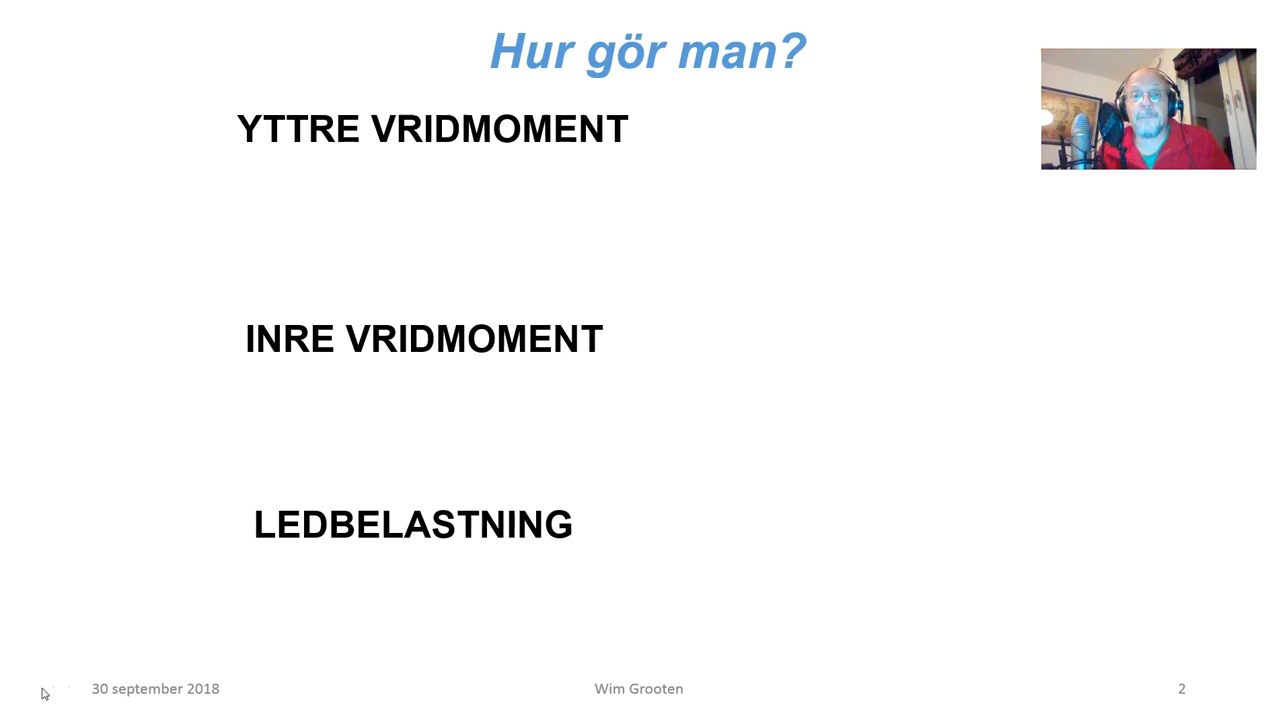 Hur gör man?
YTTRE VRIDMOMENT
INRE VRIDMOMENT
LEDBELASTNING
30 september 2018
Wim Grooten
2